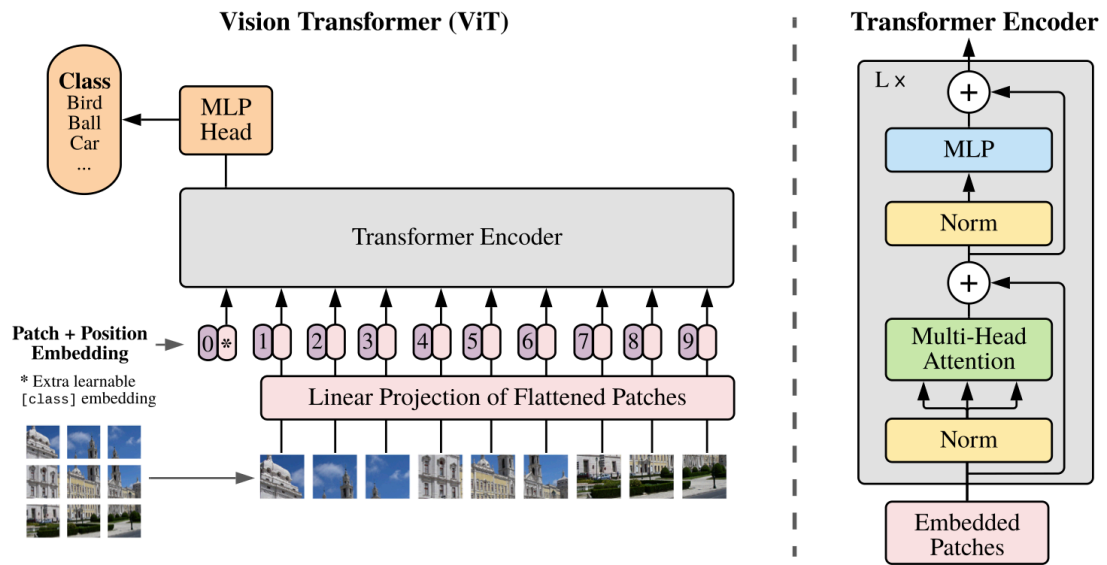 Vision Transformer (ViT)
Class
Bird
Ball
Car
...
MLP
Head
Transformer Encoder
Patch + Position
Embedding
* Extra learnable
[class] embedding
0 * 1 2 3 4 5 6 7 8 9
Linear Projection of Flattened Patches
Transformer Encoder
L ×
+
MLP
Norm
+
Multi-Head
Attention
Norm
Embedded
Patches